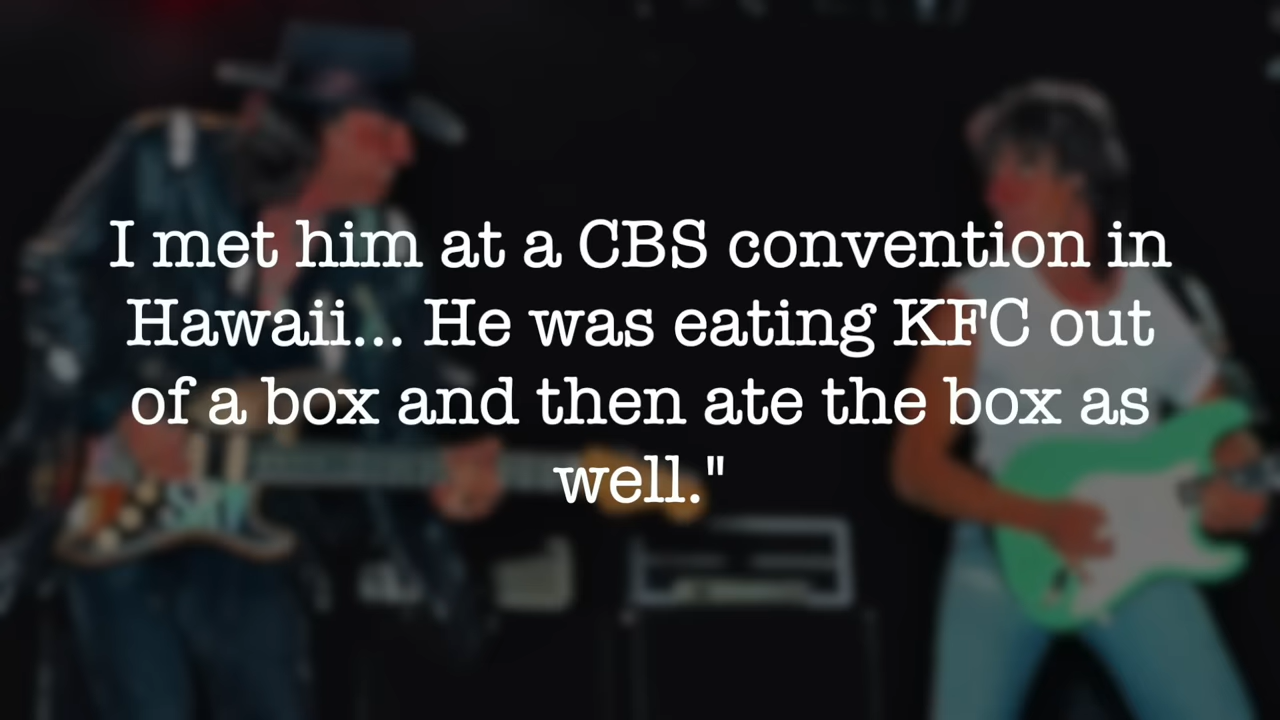 I met him at a CBS convention in
Hawaii... He was eating KFC out
of a box and then ate the box as
well."
SRV